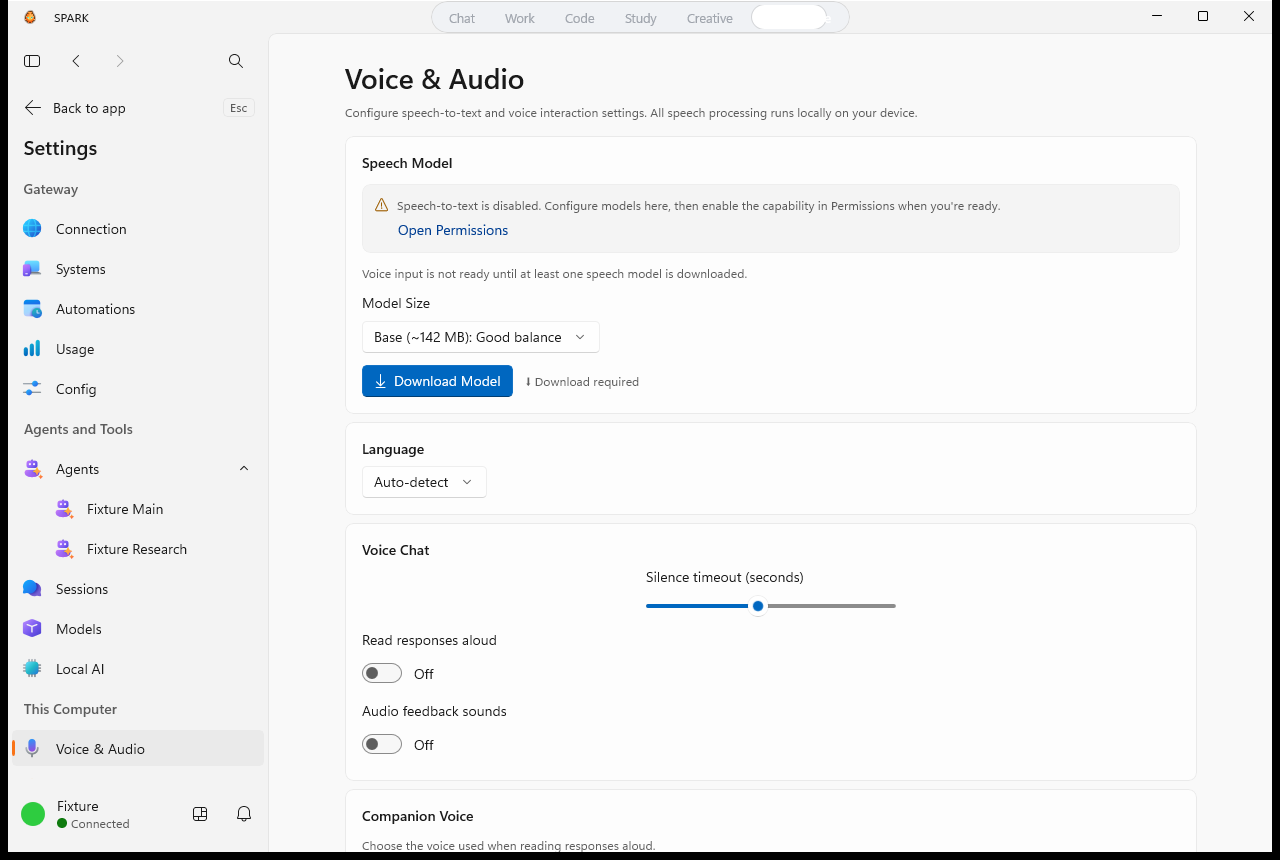 SPARK
Chat
Work
Code
Study
Creative
Back to app
Esc
Settings
Gateway
Connection
Systems
Automations
Usage
Config
Agents and Tools
Agents
Fixture Main
Fixture Research
Sessions
Models
Local AI
This Computer
Voice & Audio
Fixture
Connected
Voice & Audio
Configure speech-to-text and voice interaction settings. All speech processing runs locally on your device.
Speech Model
Speech-to-text is disabled. Configure models here, then enable the capability in Permissions when you're ready.
Open Permissions
Voice input is not ready until at least one speech model is downloaded.
Model Size
Base (~142 MB): Good balance
Download Model
⬇ Download required
Language
Auto-detect
Voice Chat
Silence timeout (seconds)
Read responses aloud
Off
Audio feedback sounds
Off
Companion Voice
Choose the voice used when reading responses aloud.